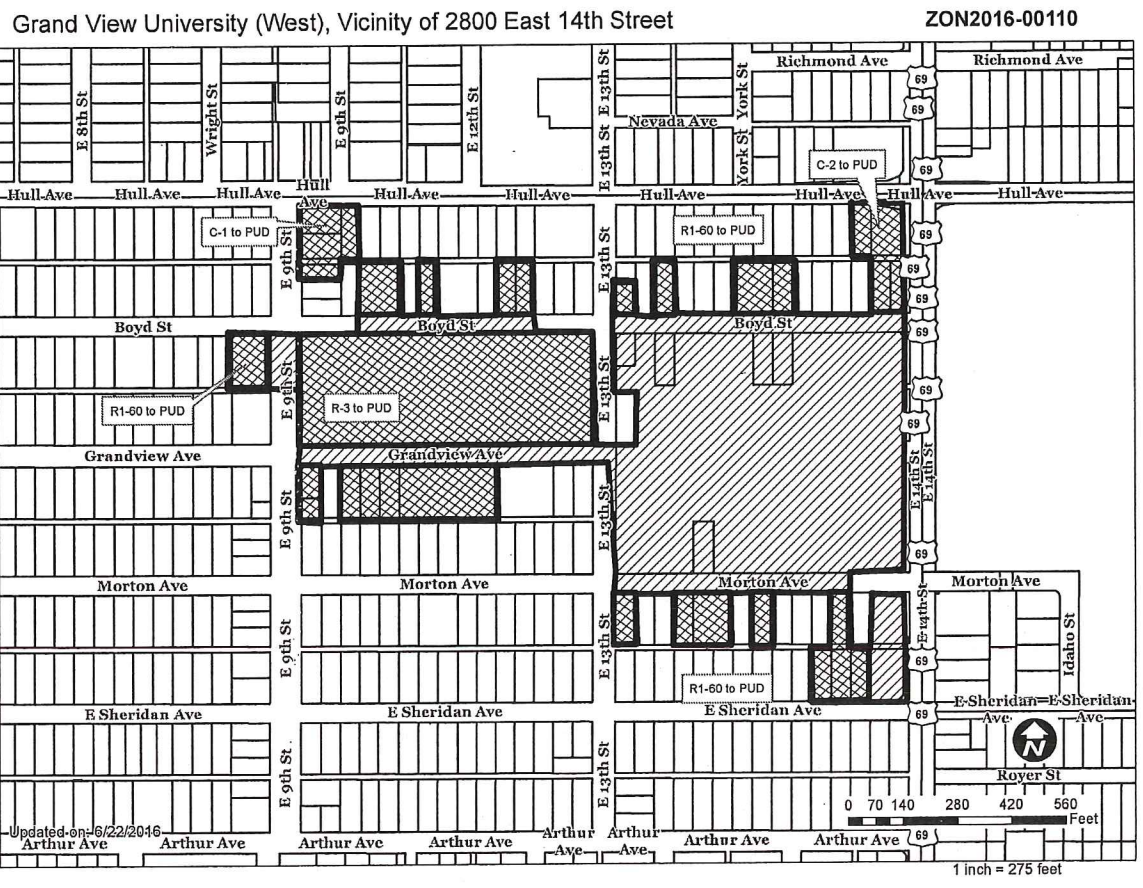 Grand View University (West), Vicinity of 2800 East 14th Street
ZON2016-00110
Richmond Ave
Richmond Ave
69
69
E 8th St
Wright St
E 9th St
E 12th St
E 13th St
York St
Nevada Ave
E 13th St
York St
C-2 to PUD
69
Hull Ave
Hull Ave
Hull Ave
Hull Ave
Hull Ave
Hull Ave
Hull Ave
Hull Ave
Hull Ave
Hull Ave
C-1 to PUD
R1-60 to PUD
69
E 9th St
E 13th St
69
69
Boyd St
Boyd St
Boyd St
69
E 9th St
E 13th St
69
R1-60 to PUD
R-3 to PUD
69
Grandview Ave
Grandview Ave
E 14th St
E 14th St
E 9th St
E 13th St
69
Morton Ave
Morton Ave
Morton Ave
Morton Ave
E 14th St
E 9th St
E 13th St
Idaho St
69
R1-60 to PUD
E Sheridan Ave
E Sheridan Ave
E Sheridan Ave
E Sheridan Ave
E Sheridan Ave
69
N
E 9th St
E 13th St
Royer St
0 70 140 280 420 560
Feet
Updated on: 6/22/2016
69
Arthur Ave
Arthur Ave
Arthur Ave
Arthur Ave
Arthur Ave
Arthur Ave
Arthur Ave
Arthur Ave
1 inch = 275 feet